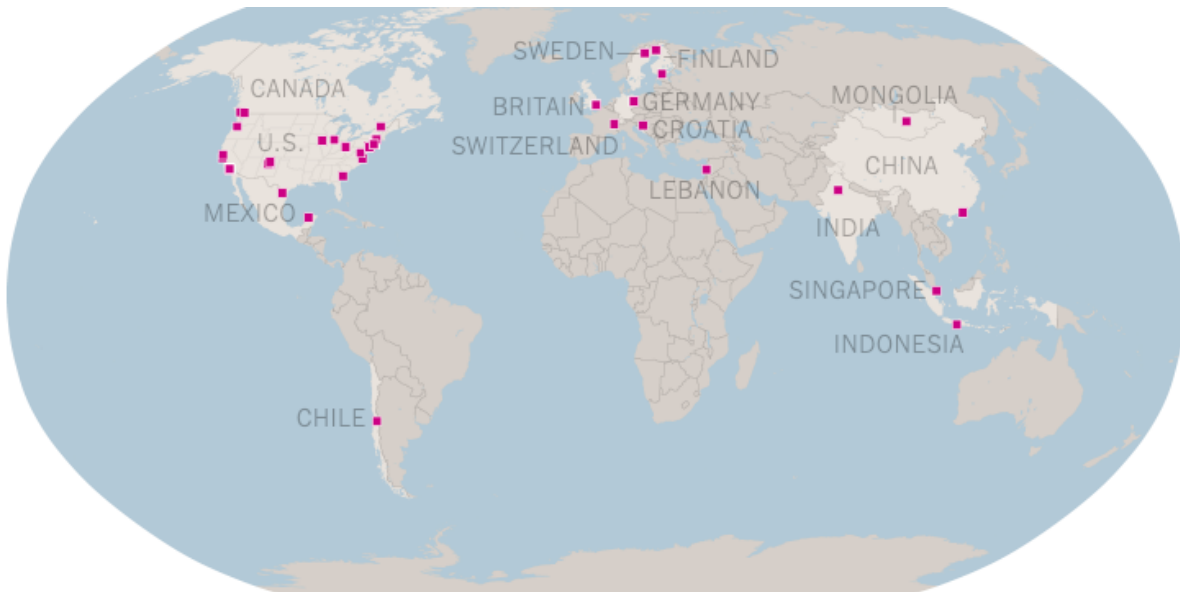 SWEDEN
FINLAND
CANADA
BRITAIN
GERMANY
MONGOLIA
CROATIA
U.S.
SWITZERLAND
CHINA
LEBANON
MEXICO
INDIA
SINGAPORE
INDONESIA
CHILE